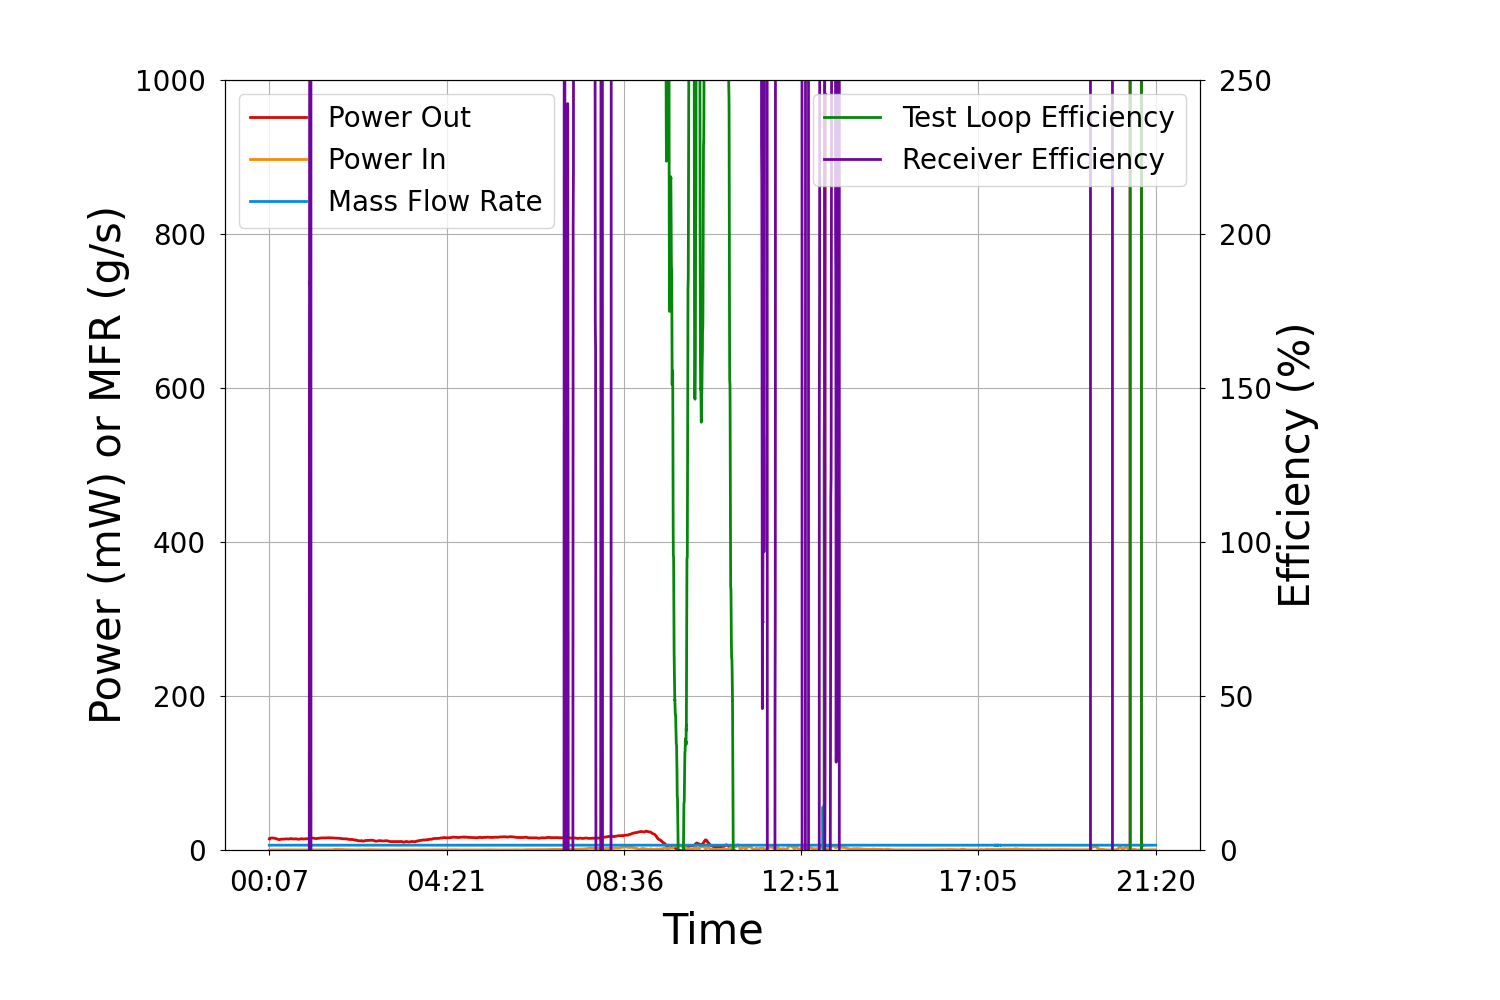 1000
800
600
400
200
0
Power (mW) or MFR (g/s)
Power Out
Power In
Mass Flow Rate
Test Loop Efficiency
Receiver Efficiency
250
200
150
100
50
0
Efficiency (%)
00:07 04:21 08:36 12:51 17:05 21:20
Time